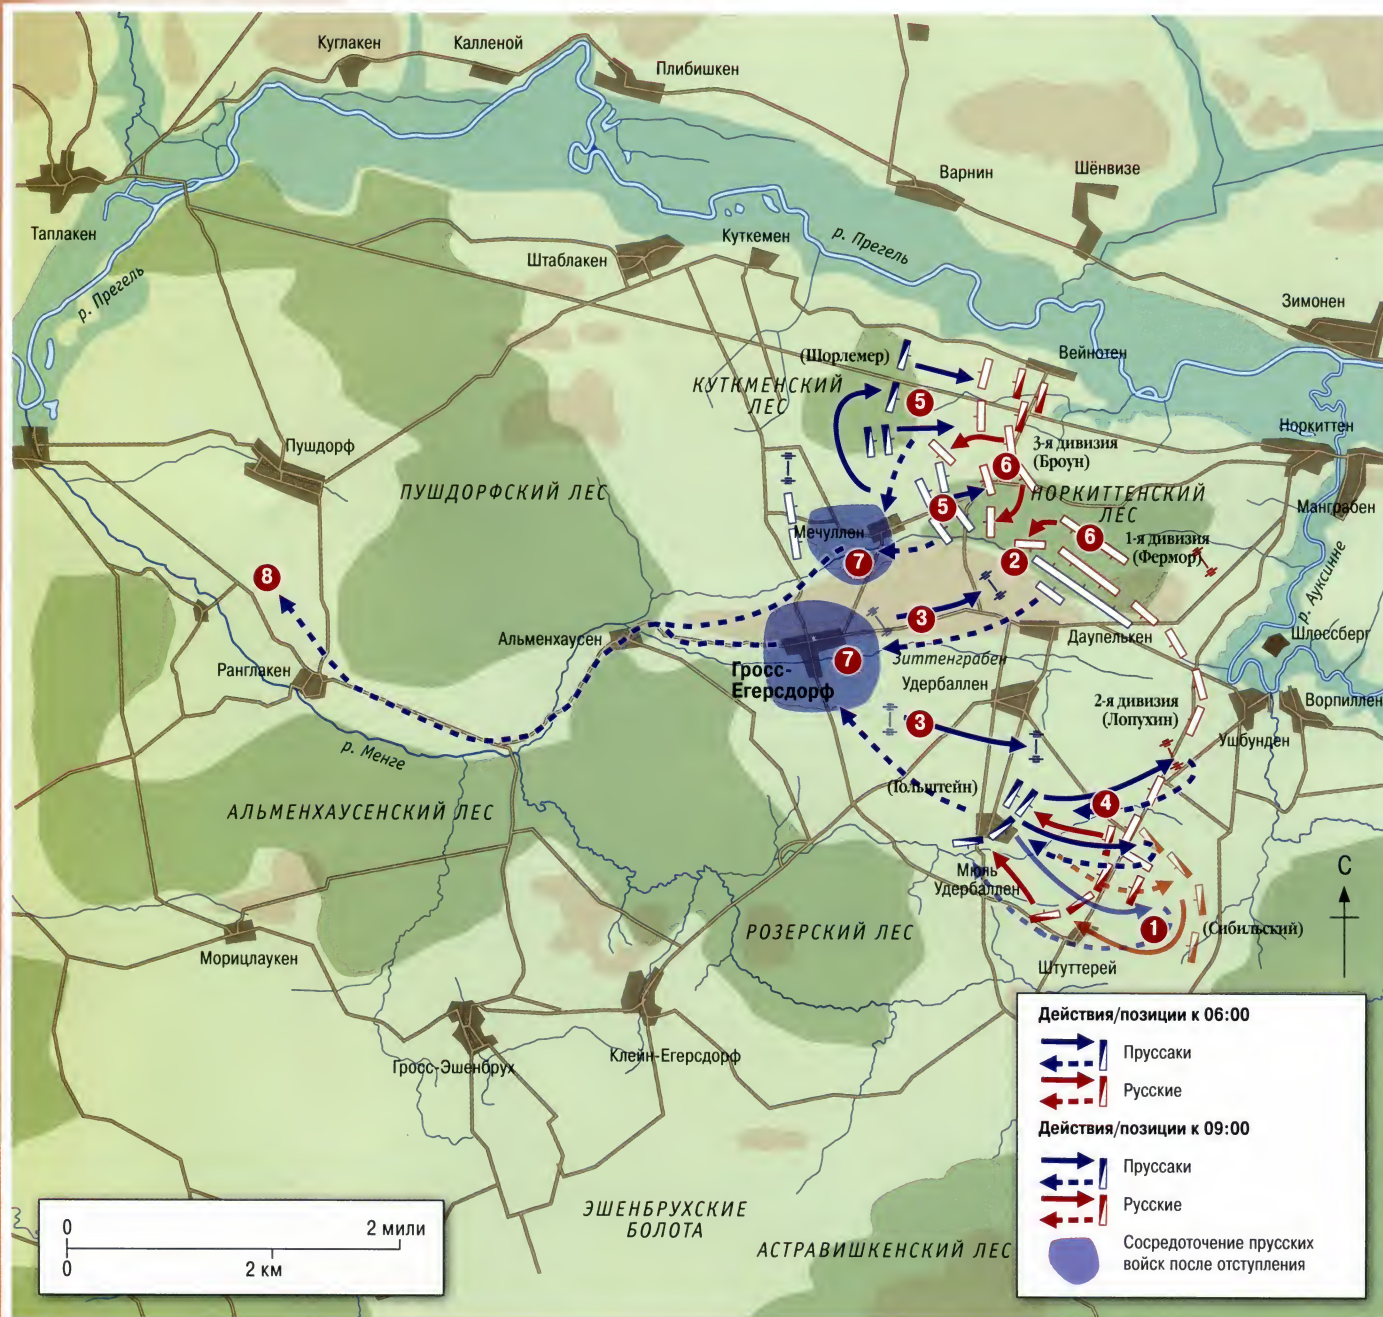 Куглакен
Калленой
Плибишкен
Варнин
Шёнвизе
Таплакен
р. Прегель
Штаблакен
Куткемен
р. Прегель
Зимонен
(Шорлемер)
Вейнотен
КУТКМЕНСКИЙ
ЛЕС
5
Норкиттен
Пушдорф
3-я дивизия
(Броун)
6
ПУШДОРФСКИЙ ЛЕС
НОРКИТТЕНСКИЙ
ЛЕС
Манграбен
5
Мечуллен
6
1-я дивизия
(Фермор)
7
2
8
р. Ауксинне
3
Альменхаусен
Даупелькен
Шлоссберг
7
Зиттенграбен
Гросс-
Егерсдорф
Ранглакен
Удербаллен
2-я дивизия
(Лопухин)
Ворпиллен
3
Ушбунден
р. Менге
(Гольштейн)
4
АЛЬМЕНХАУСЕНСКИЙ ЛЕС
Мюль
Удербаллен
С
РОЗЕРСКИЙ ЛЕС
1
(Сибильский)
Морицлаукен
Штуттерей
Гросс-Эшенбрух
Клейн-Егерсдорф
ЭШЕНБРУХСКИЕ
БОЛОТА
АСТРАВИШКЕНСКИЙ ЛЕС
Действия/позиции к 06:00
Пруссаки
Русские
Действия/позиции к 09:00
Пруссаки
Русские
Сосредоточение прусских
войск после отступления
0
2 мили
0
2 км